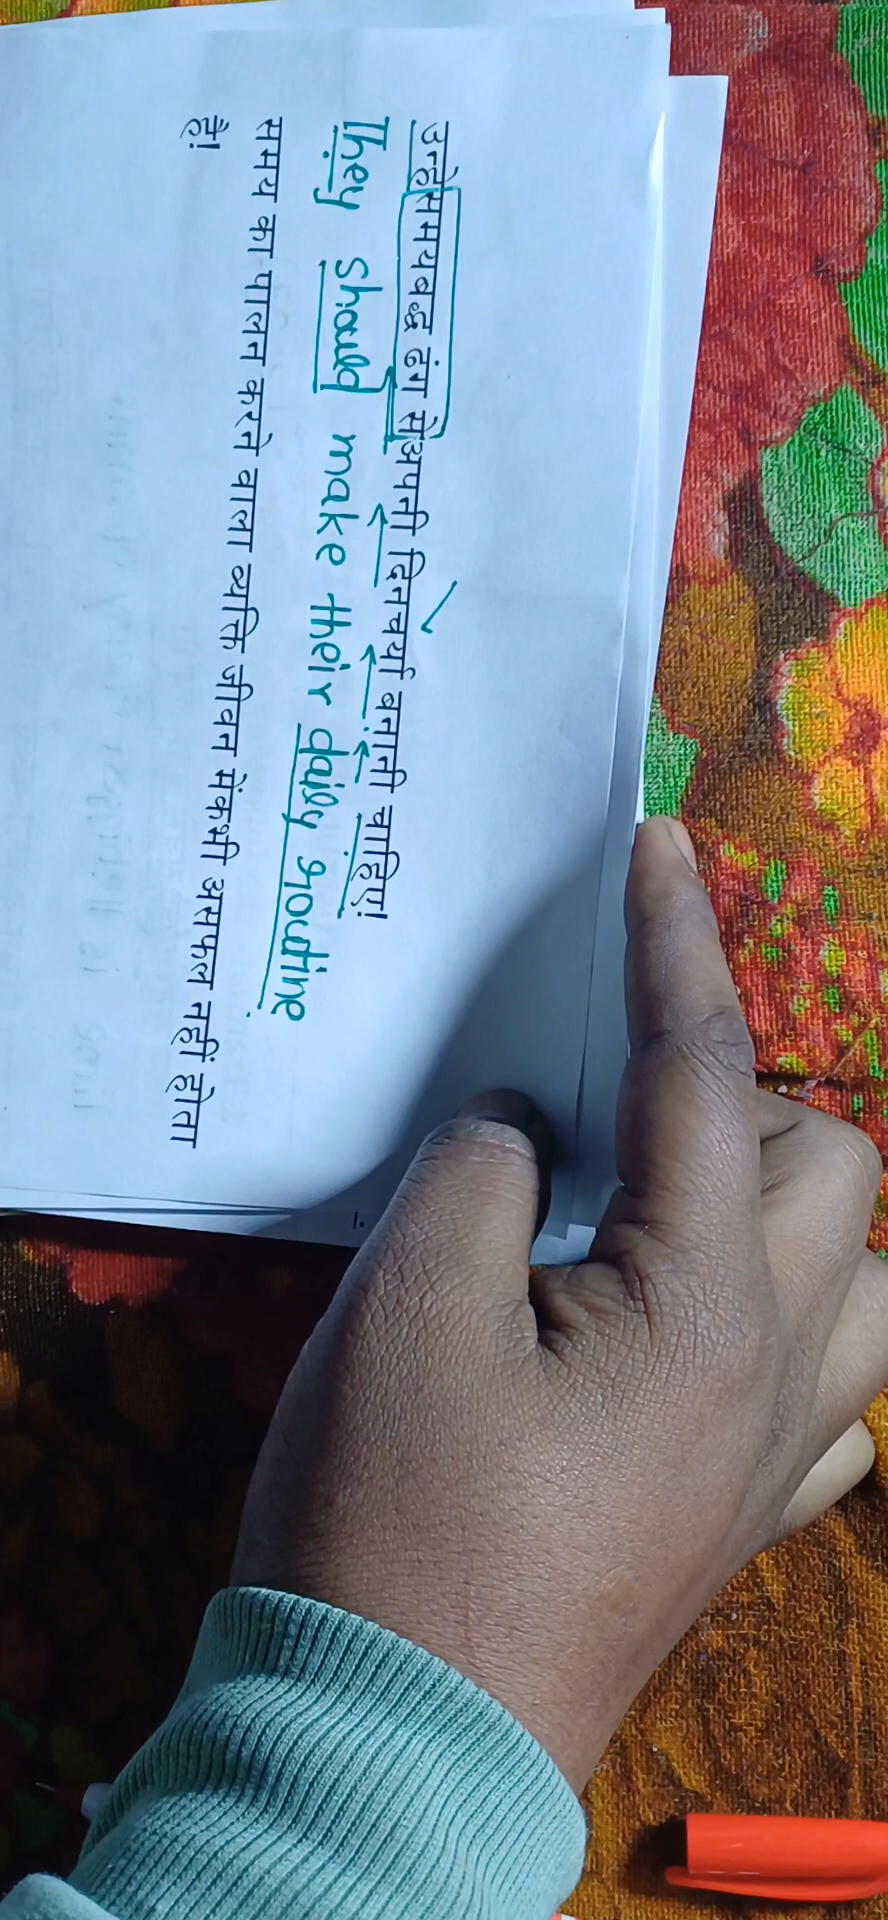 उन्हे समयबद्ध ढंग से अपनी दिनचर्या बनानी चाहिए!
They should make their daily routine
समय का पालन करने वाला व्यक्ति जीवन मेंकभी असफल नहीं होता
है!